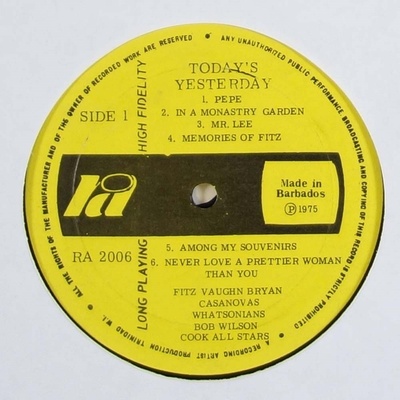 ALL THE RIGHTS OF THE MANUFACTURER AND OF THE OWNER OF RECORDED WORK ARE RESERVED • ANY UNAUTHORIZED PUBLIC PERFORMANCE BROADCASTING AND COPYING OF THIS RECORD IS STRICTLY PROHIBITED
TODAY'S
YESTERDAY
SIDE 1
1. PEPE
2. IN A MONASTRY GARDEN
3. MR. LEE
4. MEMORIES OF FITZ
LONG PLAYING HIGH FIDELITY
ra
Made in
Barbados
Ⓟ 1975
RA 2006
5. AMONG MY SOUVENIRS
6. NEVER LOVE A PRETTIER WOMAN
THAN YOU
FITZ VAUGHN BRYAN
CASANOVAS
WHATSONIANS
BOB WILSON
COOK ALL STARS
A RECORDING ARTIST PRODUCTION TRINIDAD W.I.